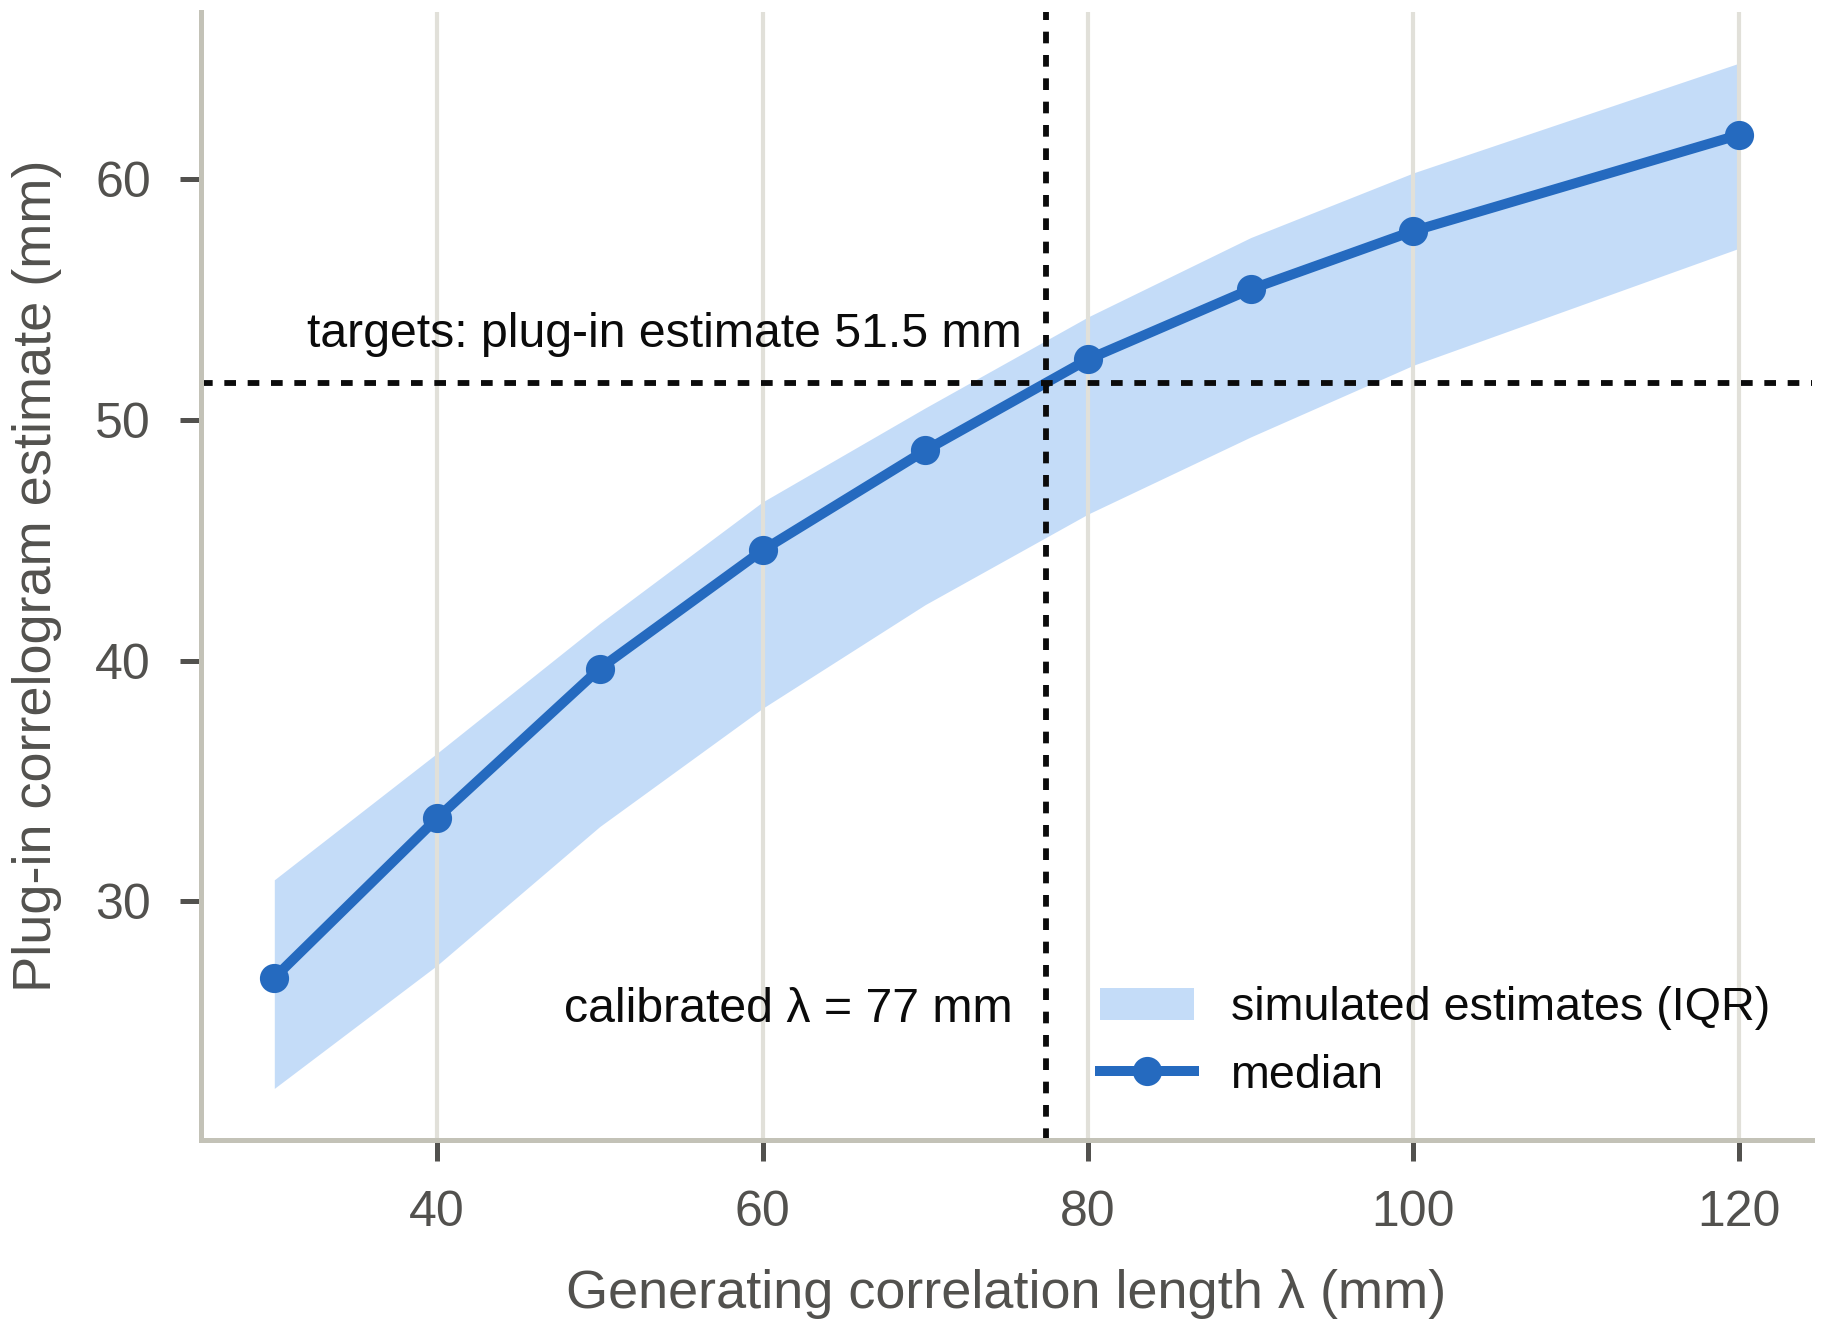 Plug-in correlogram estimate (mm)
60
50
40
30
targets: plug-in estimate 51.5 mm
calibrated λ = 77 mm
simulated estimates (IQR)
median
40
60
80
100
120
Generating correlation length λ (mm)